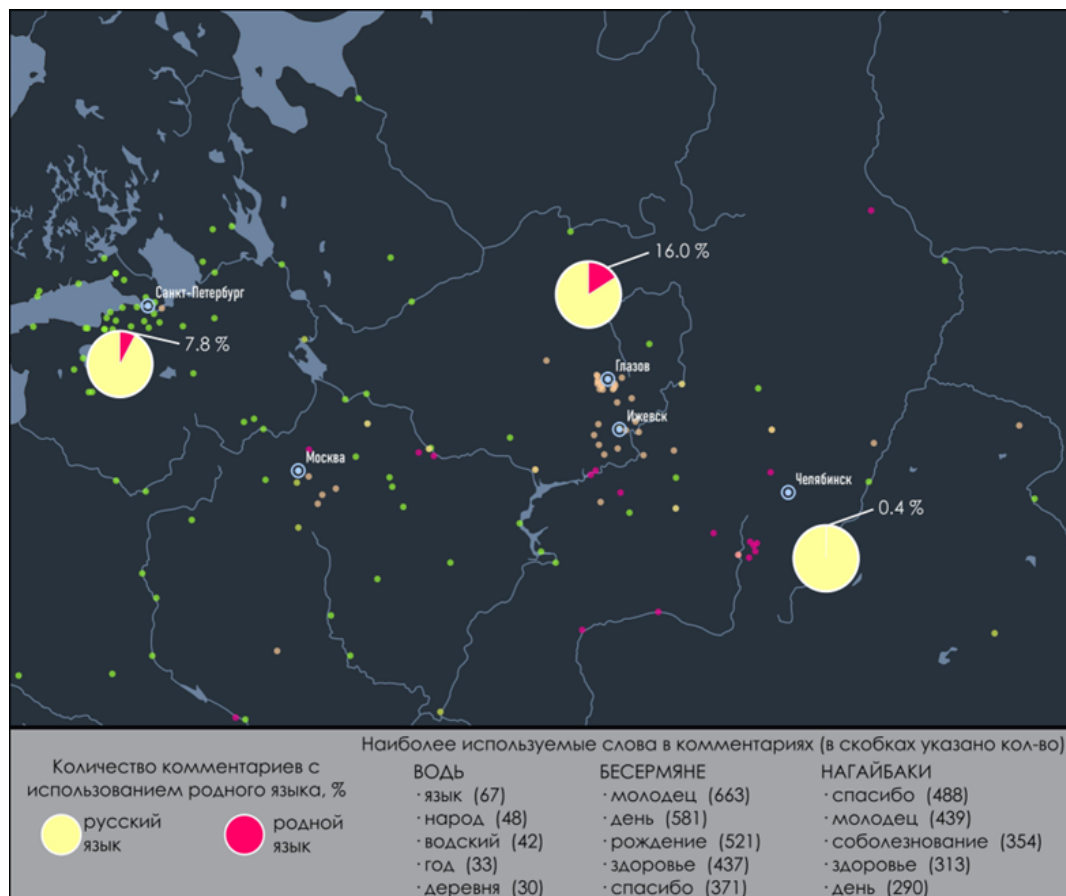 16.0 %
Санкт-Петербург
7.8 %
Глазов
Ижевск
Москва
Челябинск
0.4 %
Наиболее используемые слова в комментариях (в скобках указано кол-во)
Количество комментариев с
использованием родного языка, %
русский
язык
родной
язык
ВОДЬ
· язык (67)
· народ (48)
· водский (42)
· год (33)
· деревня (30)
БЕСЕРМЯНЕ
· молодец (663)
· день (581)
· рождение (521)
· здоровье (437)
· спасибо (371)
НАГАЙБАКИ
· спасибо (488)
· молодец (439)
· соболезнование (354)
· здоровье (313)
· день (290)